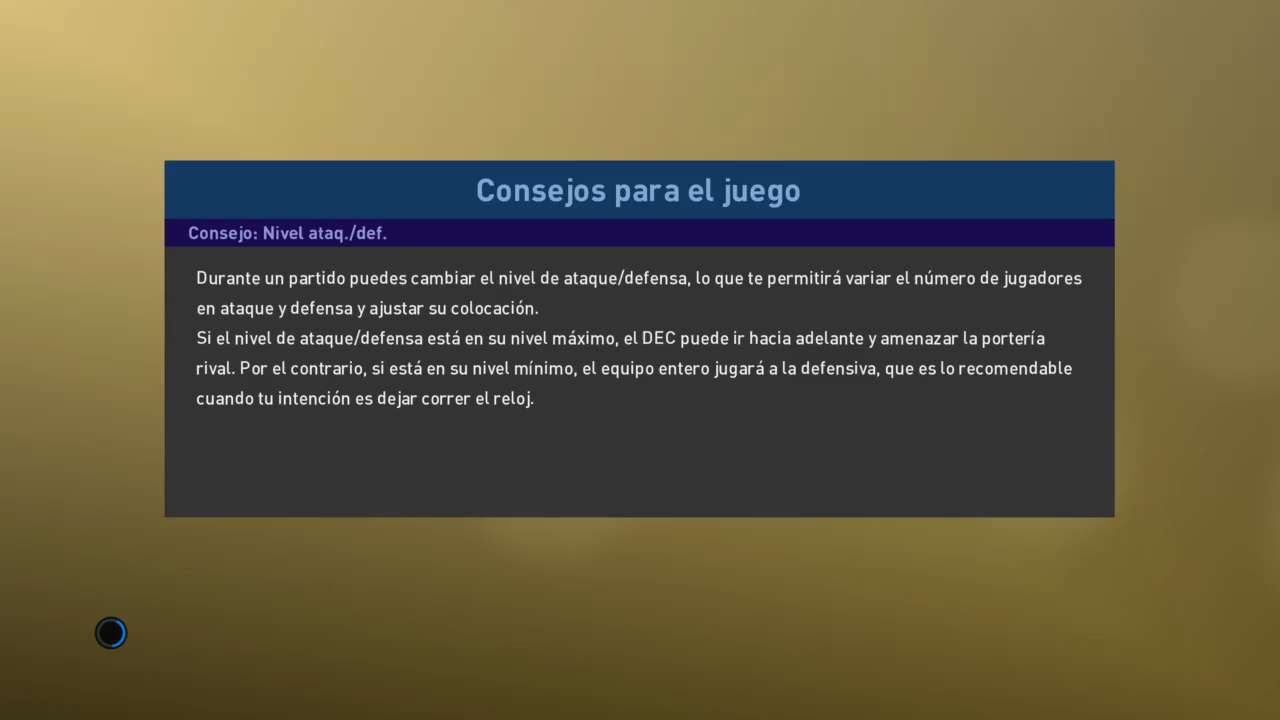 Consejos para el juego
Consejo: Nivel ataq./def.
Durante un partido puedes cambiar el nivel de ataque/defensa, lo que te permitirá variar el número de jugadores
en ataque y defensa y ajustar su colocación.
Si el nivel de ataque/defensa está en su nivel máximo, el DEC puede ir hacia adelante y amenazar la portería
rival. Por el contrario, si está en su nivel mínimo, el equipo entero jugará a la defensiva, que es lo recomendable
cuando tu intención es dejar correr el reloj.